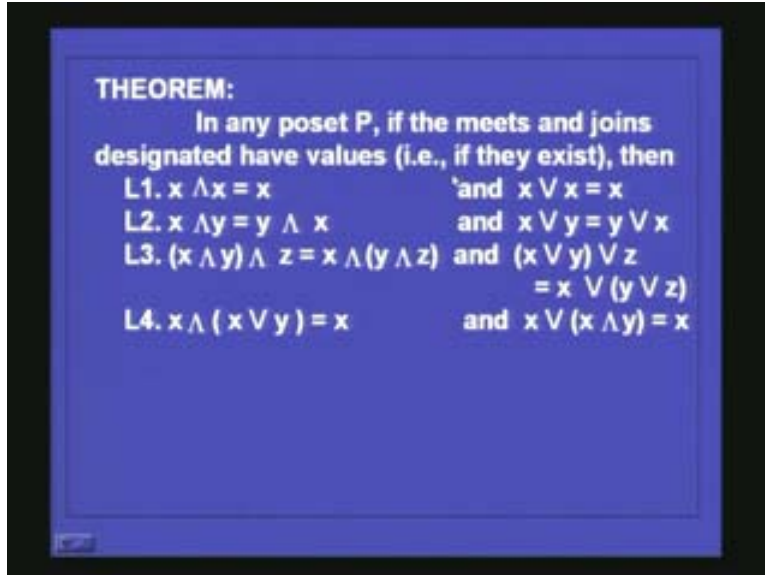 THEOREM:
In any poset P, if the meets and joins
designated have values (i.e., if they exist), then
L1. x Λ x = x and x V x = x
L2. x Λ y = y Λ x and x V y = y V x
L3. (x Λ y) Λ z = x Λ (y Λ z) and (x V y) V z
= x V (y V z)
L4. x Λ ( x V y ) = x and x V (x Λ y) = x